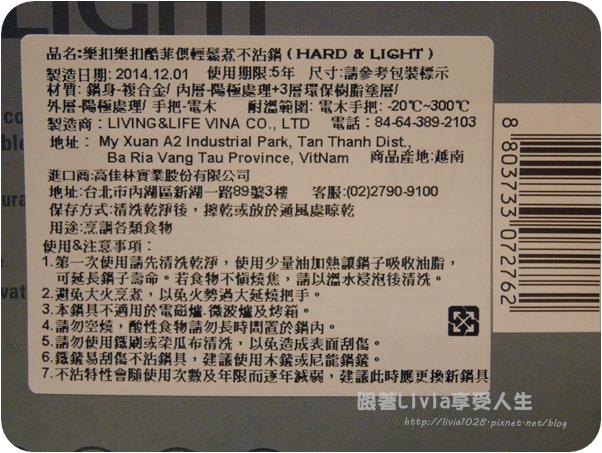 LIGHT
品名:樂扣樂扣酷菲偲輕鬆煮不沾鍋(HARD & LIGHT)
製造日期: 2014.12.01 使用期限:5年 尺寸:請參考包裝標示
材質: 鍋身-複合金/ 內層-陽極處理+3層環保樹脂塗層/
外層-陽極處理/ 手把-電木 耐溫範圍: 電木手把: -20℃~300℃
製造商: LIVING&LIFE VINA CO., LTD 電話: 84-64-389-2103
地址: My Xuan A2 Industrial Park, Tan Thanh Dist.,
Ba Ria Vang Tau Province, VitNam 商品產地:越南
進口商:高佳林實業股份有限公司
地址:台北市內湖區新湖一路89號3樓 客服:(02)2790-9100
保存方式:清洗乾淨後，擦乾或放於通風處晾乾
用途:烹調各類食物
使用&注意事項:
1.第一次使用請先清洗乾淨，使用少量油加熱讓鍋子吸收油脂，
可延長鍋子壽命。若食物不慎燒焦，請以溫水浸泡後清洗。
2.避免大火烹煮，以免火勢過大延燒把手。
3.本鍋具不適用於電磁爐.微波爐及烤箱。
4.請勿空燒，酸性食物請勿長時間置於鍋內。
5.請勿使用鐵刷或菜瓜布清洗，以免造成表面刮傷。
6.鐵鏟易刮傷不沾鍋具，建議使用木鏟或尼龍鍋鏟。
7.不沾特性會隨使用次數及年限而逐年減弱，建議此時應更換新鍋具
8 803733 072762
跟著Livia享受人生
http://livia1028.pixnet.net/blog